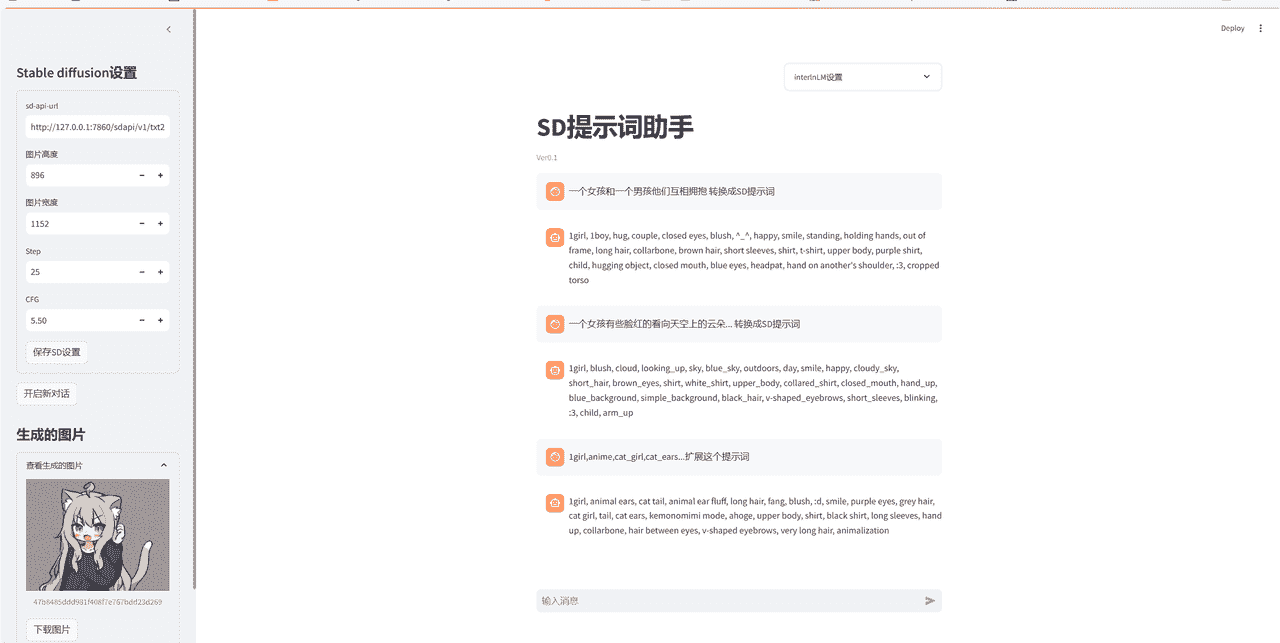 Deploy
Stable diffusion设置
sd-api-url
http://127.0.0.1:7860/sdapi/v1/txt2
图片高度
896
图片宽度
1152
Step
25
CFG
5.50
保存SD设置
开启新对话
生成的图片
查看生成的图片
下载图片
interlnLM设置
SD提示词助手
Ver0.1
一个女孩和一个男孩他们互相拥抱 转换成SD提示词
1girl, 1boy, hug, couple, closed eyes, blush, ^_^, happy, smile, standing, holding hands, out of
frame, long hair, collarbone, brown hair, short sleeves, shirt, t-shirt, upper body, purple shirt,
child, hugging object, closed mouth, blue eyes, headpat, hand on another's shoulder, :3, cropped
torso
一个女孩有些脸红的看向天空上的云朵... 转换成SD提示词
1girl, blush, cloud, looking_up, sky, blue_sky, outdoors, day, smile, happy, cloudy_sky,
short_hair, brown_eyes, shirt, white_shirt, upper_body, collared_shirt, closed_mouth, hand_up,
blue_background, simple_background, black_hair, v-shaped_eyebrows, short_sleeves, blinking,
:3, child, arm_up
1girl,anime,cat_girl,cat_ears...扩展这个提示词
1girl, animal ears, cat tail, animal ear fluff, long hair, fang, blush, :d, smile, purple eyes, grey hair,
cat girl, tail, cat ears, kemonomimi mode, ahoge, upper body, shirt, black shirt, long sleeves, hand
up, collarbone, hair between eyes, v-shaped eyebrows, very long hair, animalization
输入消息